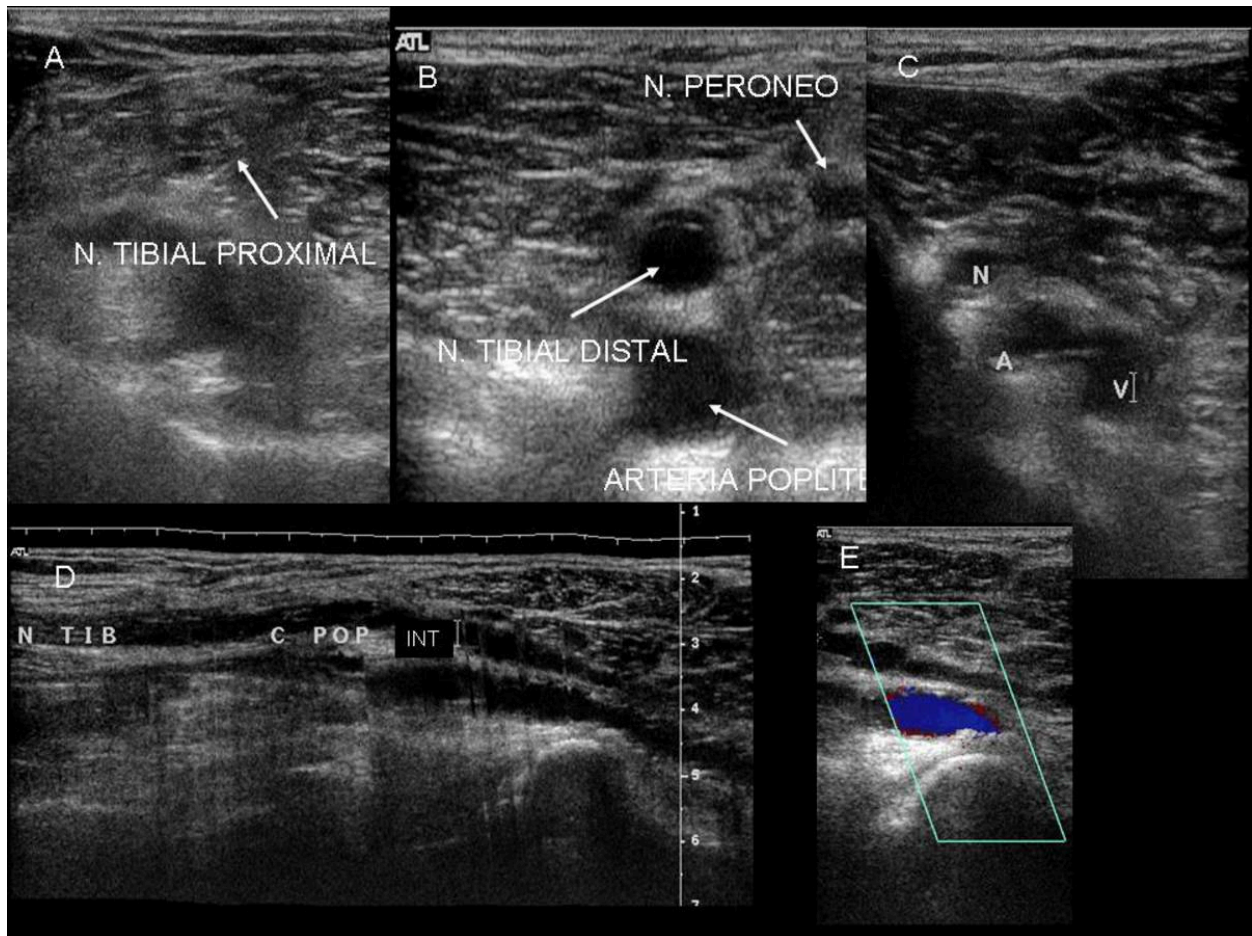 A
N. TIBIAL PROXIMAL
ATL
B
N. PERONEO
N. TIBIAL DISTAL
ARTERIA POPLITE
C
N
A
V
ATL
D
N TIB
C POP
INT
1
2
3
4
5
6
7
E